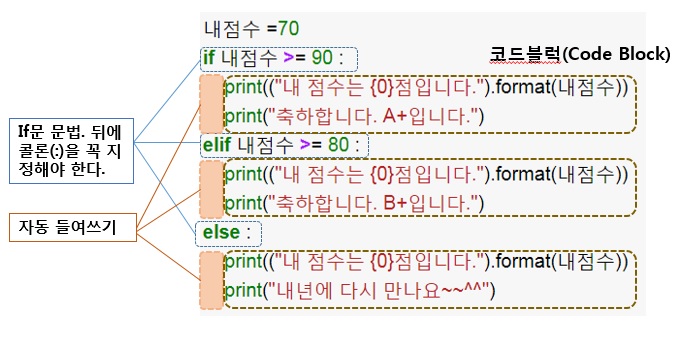 내점수 =70
if 내점수 >= 90 :
코드블럭(Code Block)
print(("내 점수는 {0}점입니다.").format(내점수))
print("축하합니다. A+입니다.")
If문 문법. 뒤에
콜론(:)을 꼭 지
정해야 한다.
elif 내점수 >= 80 :
print(("내 점수는 {0}점입니다.").format(내점수))
print("축하합니다. B+입니다.")
자동 들여쓰기
else :
print(("내 점수는 {0}점입니다.").format(내점수))
print("내년에 다시 만나요~~^^")